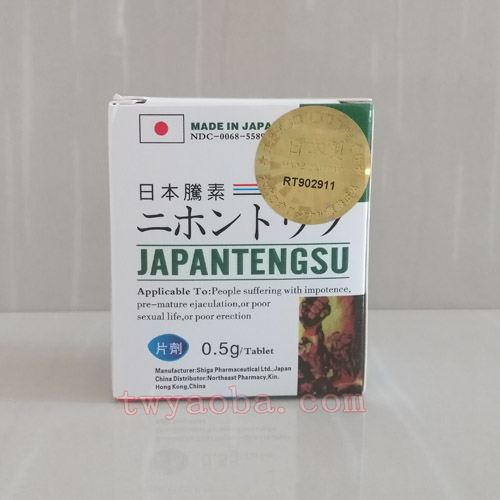 MADE IN JAPA
NDC-0068-558
RT902911
日本騰素
ニホント
JAPANTENGSU
Applicable To:People suffering with impotence,
pre-mature ejaculation,or poor
sexual life,or poor erection
片劑
0.5g/Tablet
Manufacturer:Shiga Pharmaceutical Ltd.,Japan
China Distributor:Northeast Pharmacy,Kin.
Hong Kong,China
twyaoba.com